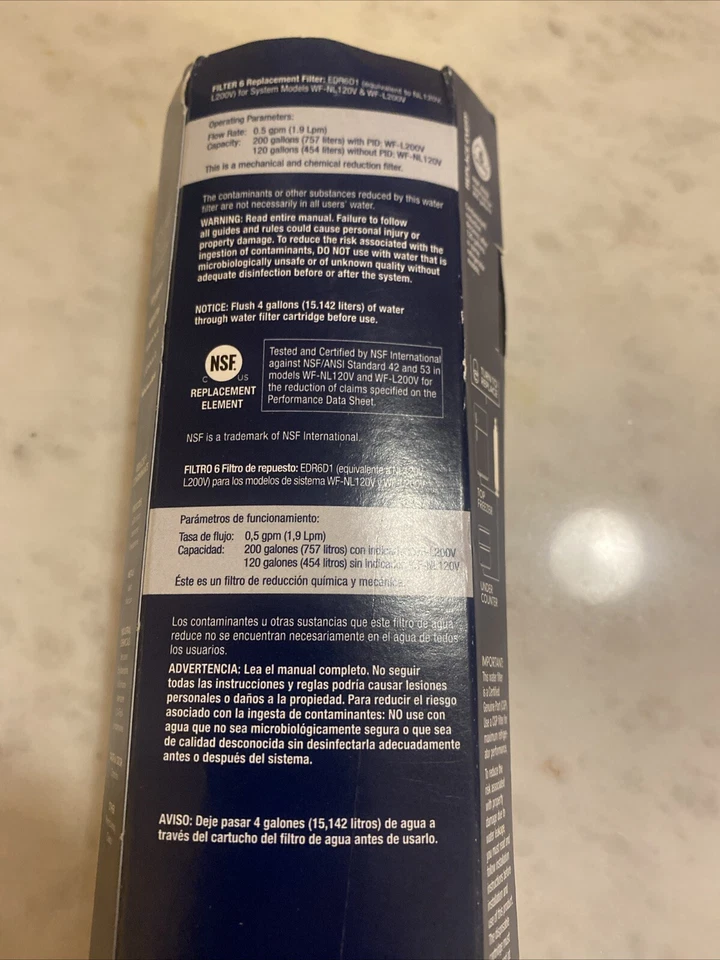 FILTER 6 Replacement Filter: EDR6D1 (equivalent to NL120V,
L200V) for System Models WF-NL120V & WF-L200V
Operating Parameters:
Flow Rate: 0.5 gpm (1.9 Lpm)
Capacity: 200 gallons (757 liters) with PID: WF-L200V
120 gallons (454 liters) without PID: WF-NL120V
This is a mechanical and chemical reduction filter.
The contaminants or other substances reduced by this water
filter are not necessarily in all users' water.
WARNING: Read entire manual. Failure to follow
all guides and rules could cause personal injury or
property damage. To reduce the risk associated with the
ingestion of contaminants, DO NOT use with water that is
microbiologically unsafe or of unknown quality without
adequate disinfection before or after the system.
NOTICE: Flush 4 gallons (15.142 liters) of water
through water filter cartridge before use.
NSF.
C US
REPLACEMENT
ELEMENT
Tested and Certified by NSF International
against NSF/ANSI Standard 42 and 53 in
models WF-NL120V and WF-L200V for
the reduction of claims specified on the
Performance Data Sheet.
NSF is a trademark of NSF International.
FILTRO 6 Filtro de repuesto: EDR6D1 (equivalente a
L200V) para los modelos de sistema WF-NL120V y
Parámetros de funcionamiento:
Tasa de flujo: 0,5 gpm (1,9 Lpm)
Capacidad: 200 galones (757 litros) con L200V
120 galones (454 litros) sin
Éste es un filtro de reducción química y mecánica.
Los contaminantes u otras sustancias que éste filtro de agua
reduce no se encuentran necesariamente en el agua de todos
los usuarios.
ADVERTENCIA: Lea el manual completo. No seguir
todas las instrucciones y reglas podría causar lesiones
personales o daños a la propiedad. Para reducir el riesgo
asociado con la ingesta de contaminantes: NO use con
agua que no sea microbiológicamente segura o que sea
de calidad desconocida sin desinfectarla adecuadamente
antes o después del sistema.
AVISO: Deje pasar 4 galones (15,142 litros) de agua a
través del cartucho del filtro de agua antes de usarlo.
TOP
FREEZER
UNDER
COUNTER
IMPORTANT:
This water filter
is a Certified